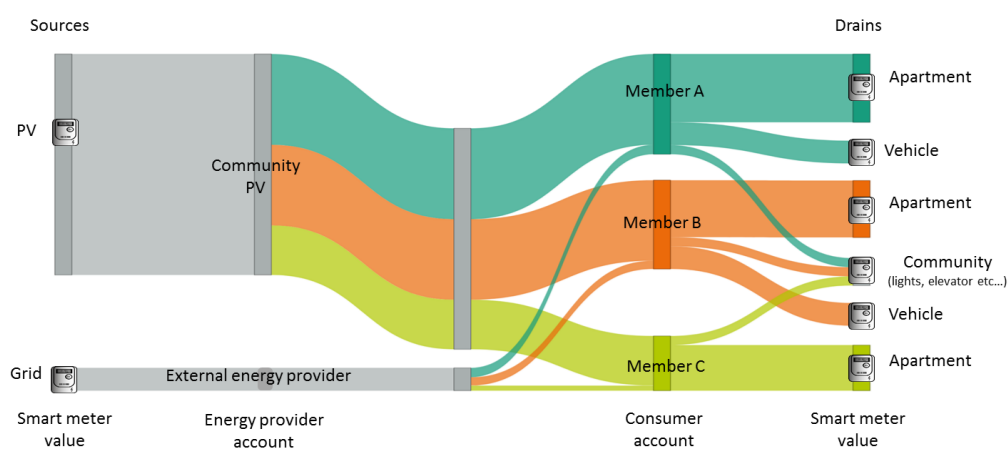 Sources
Drains
PV
Community
PV
Member A
Apartment
Vehicle
Member B
Apartment
Community
(lights, elevator etc...)
Vehicle
Grid
External energy provider
Member C
Apartment
Smart meter
value
Energy provider
account
Consumer
account
Smart meter
value